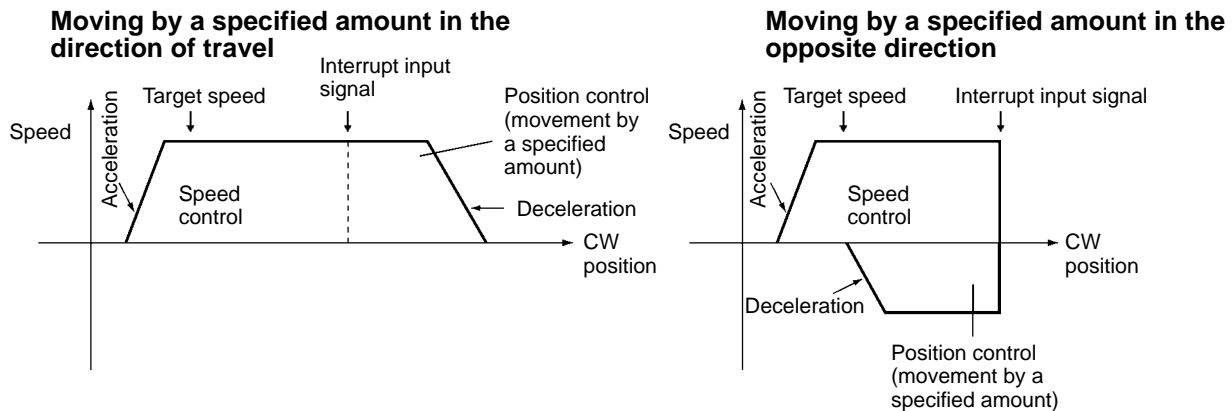 Moving by a specified amount in the
direction of travel
Interrupt input
signal
Target speed
Position control
(movement by
a specified
amount)
Speed
Acceleration
Speed
control
Deceleration
CW
position
Moving by a specified amount in the
opposite direction
Target speed
Interrupt input signal
Speed
Acceleration
Speed
control
CW
position
Deceleration
Position control
(movement by a
specified amount)